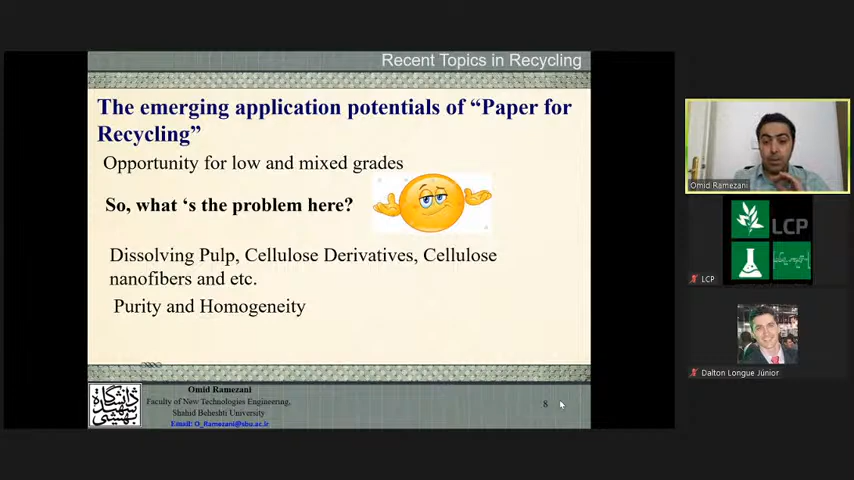 Recent Topics in Recycling
The emerging application potentials of “Paper for
Recycling”
Opportunity for low and mixed grades
So, what ‘s the problem here?
Dissolving Pulp, Cellulose Derivatives, Cellulose
nanofibers and etc.
Purity and Homogeneity
Omid Ramezani
Faculty of New Technologies Engineering,
Shahid Beheshti University
Email: O_Ramezani@sbu.ac.ir
8
دانشگاه
شهید
بهشتی
Omid Ramezani
LCP
LCP
Dalton Longue Júnior